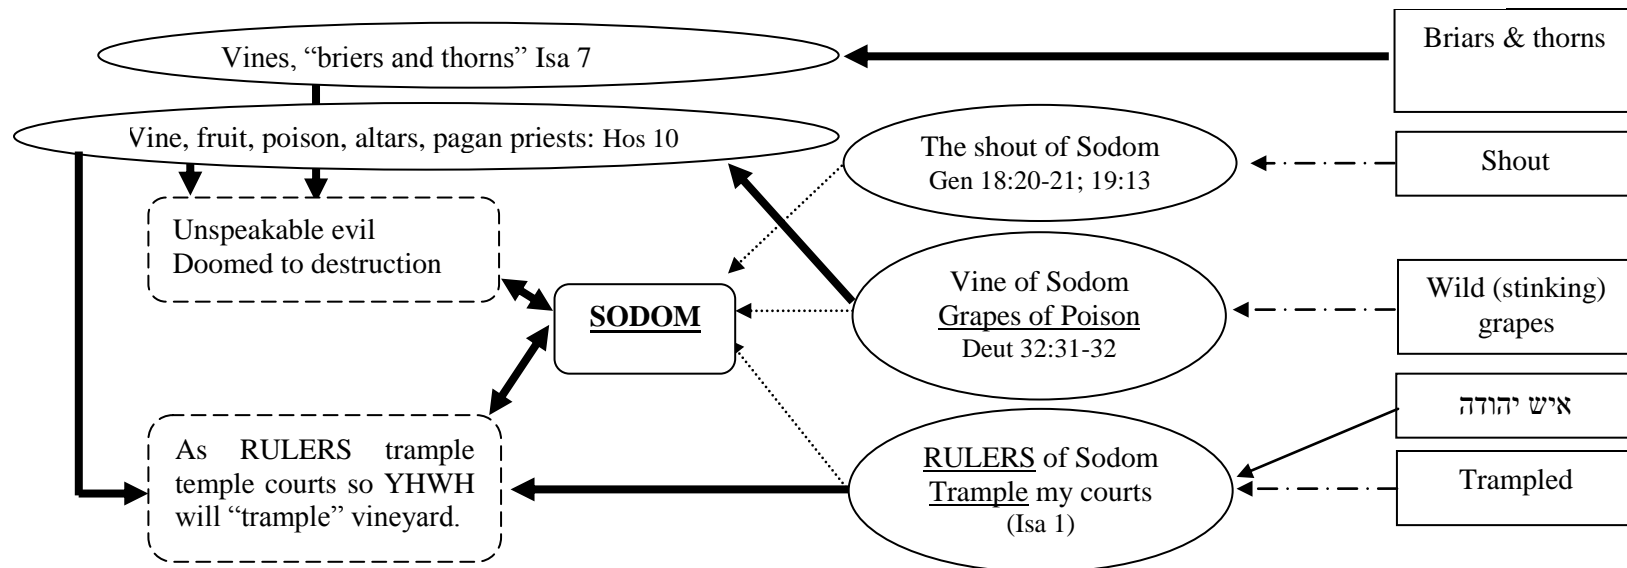 Vines, “briers and thorns” Isa 7
Briars & thorns
Vine, fruit, poison, altars, pagan priests: Hos 10
The shout of Sodom
Gen 18:20-21; 19:13
Shout
Unspeakable evil
Doomed to destruction
SODOM
Vine of Sodom
Grapes of Poison
Deut 32:31-32
Wild (stinking)
grapes
איש יהודה
As RULERS trample
temple courts so YHWH
will “trample” vineyard.
RULERS of Sodom
Trample my courts
(Isa 1)
Trampled